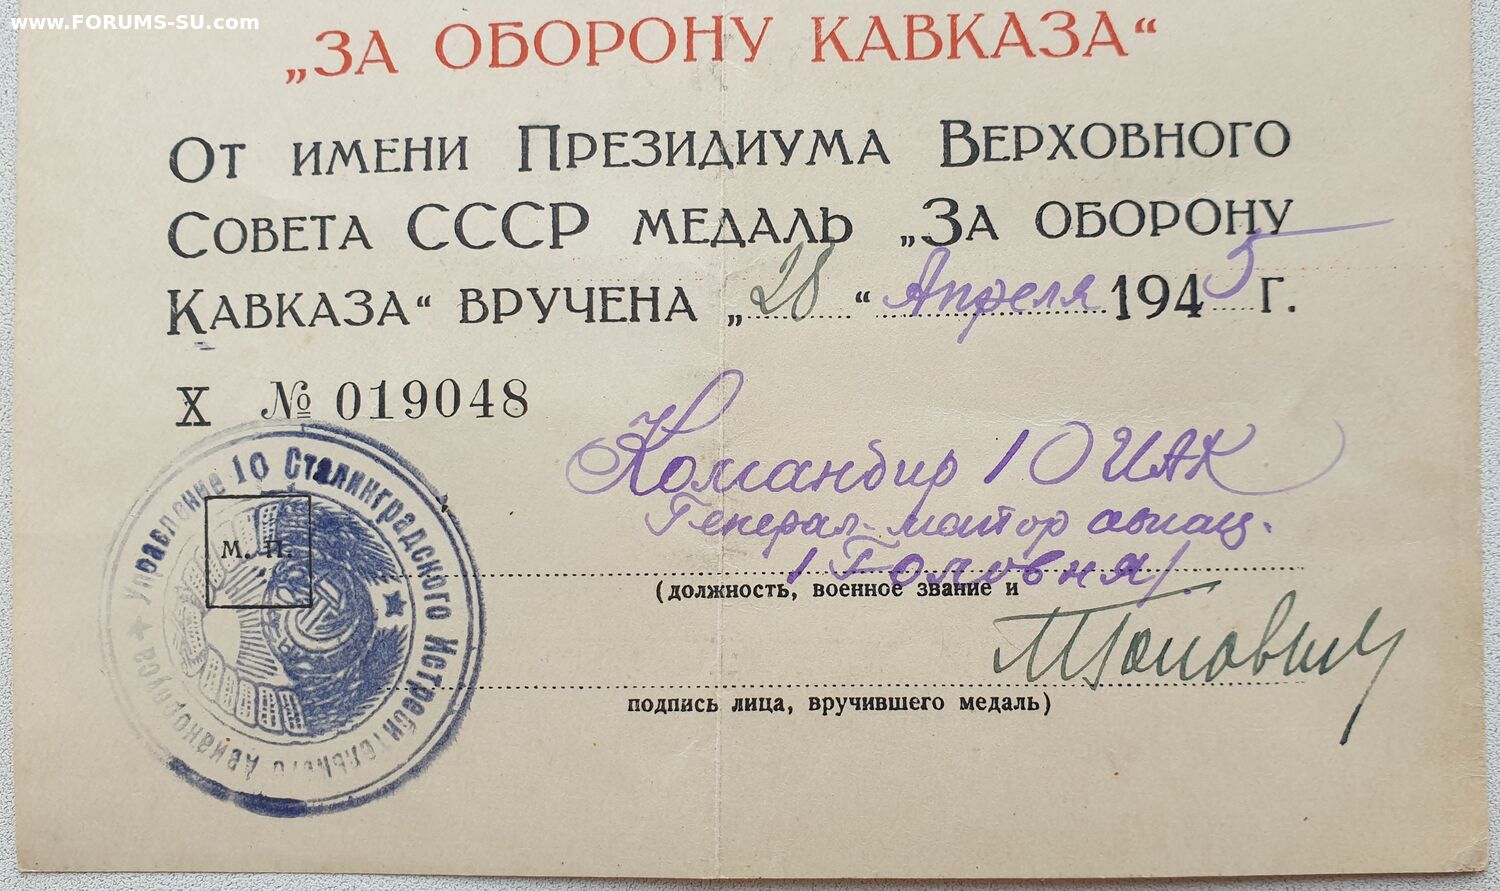 www.FORUMS-SU.com
„ЗА ОБОРОНУ КАВКАЗА“
От имени Президиума Верховного
Совета СССР медаль „За оборону
Кавказа“ вручена „28“ Апреля 1945 г.
X № 019048
Командир 10 ИАК
Генерал-майор авиац.
/Головня/
(должность, военное звание и
подпись лица, вручившего медаль)
М. П.
Управление 10 Сталинградского Истребительного Авиакорпуса